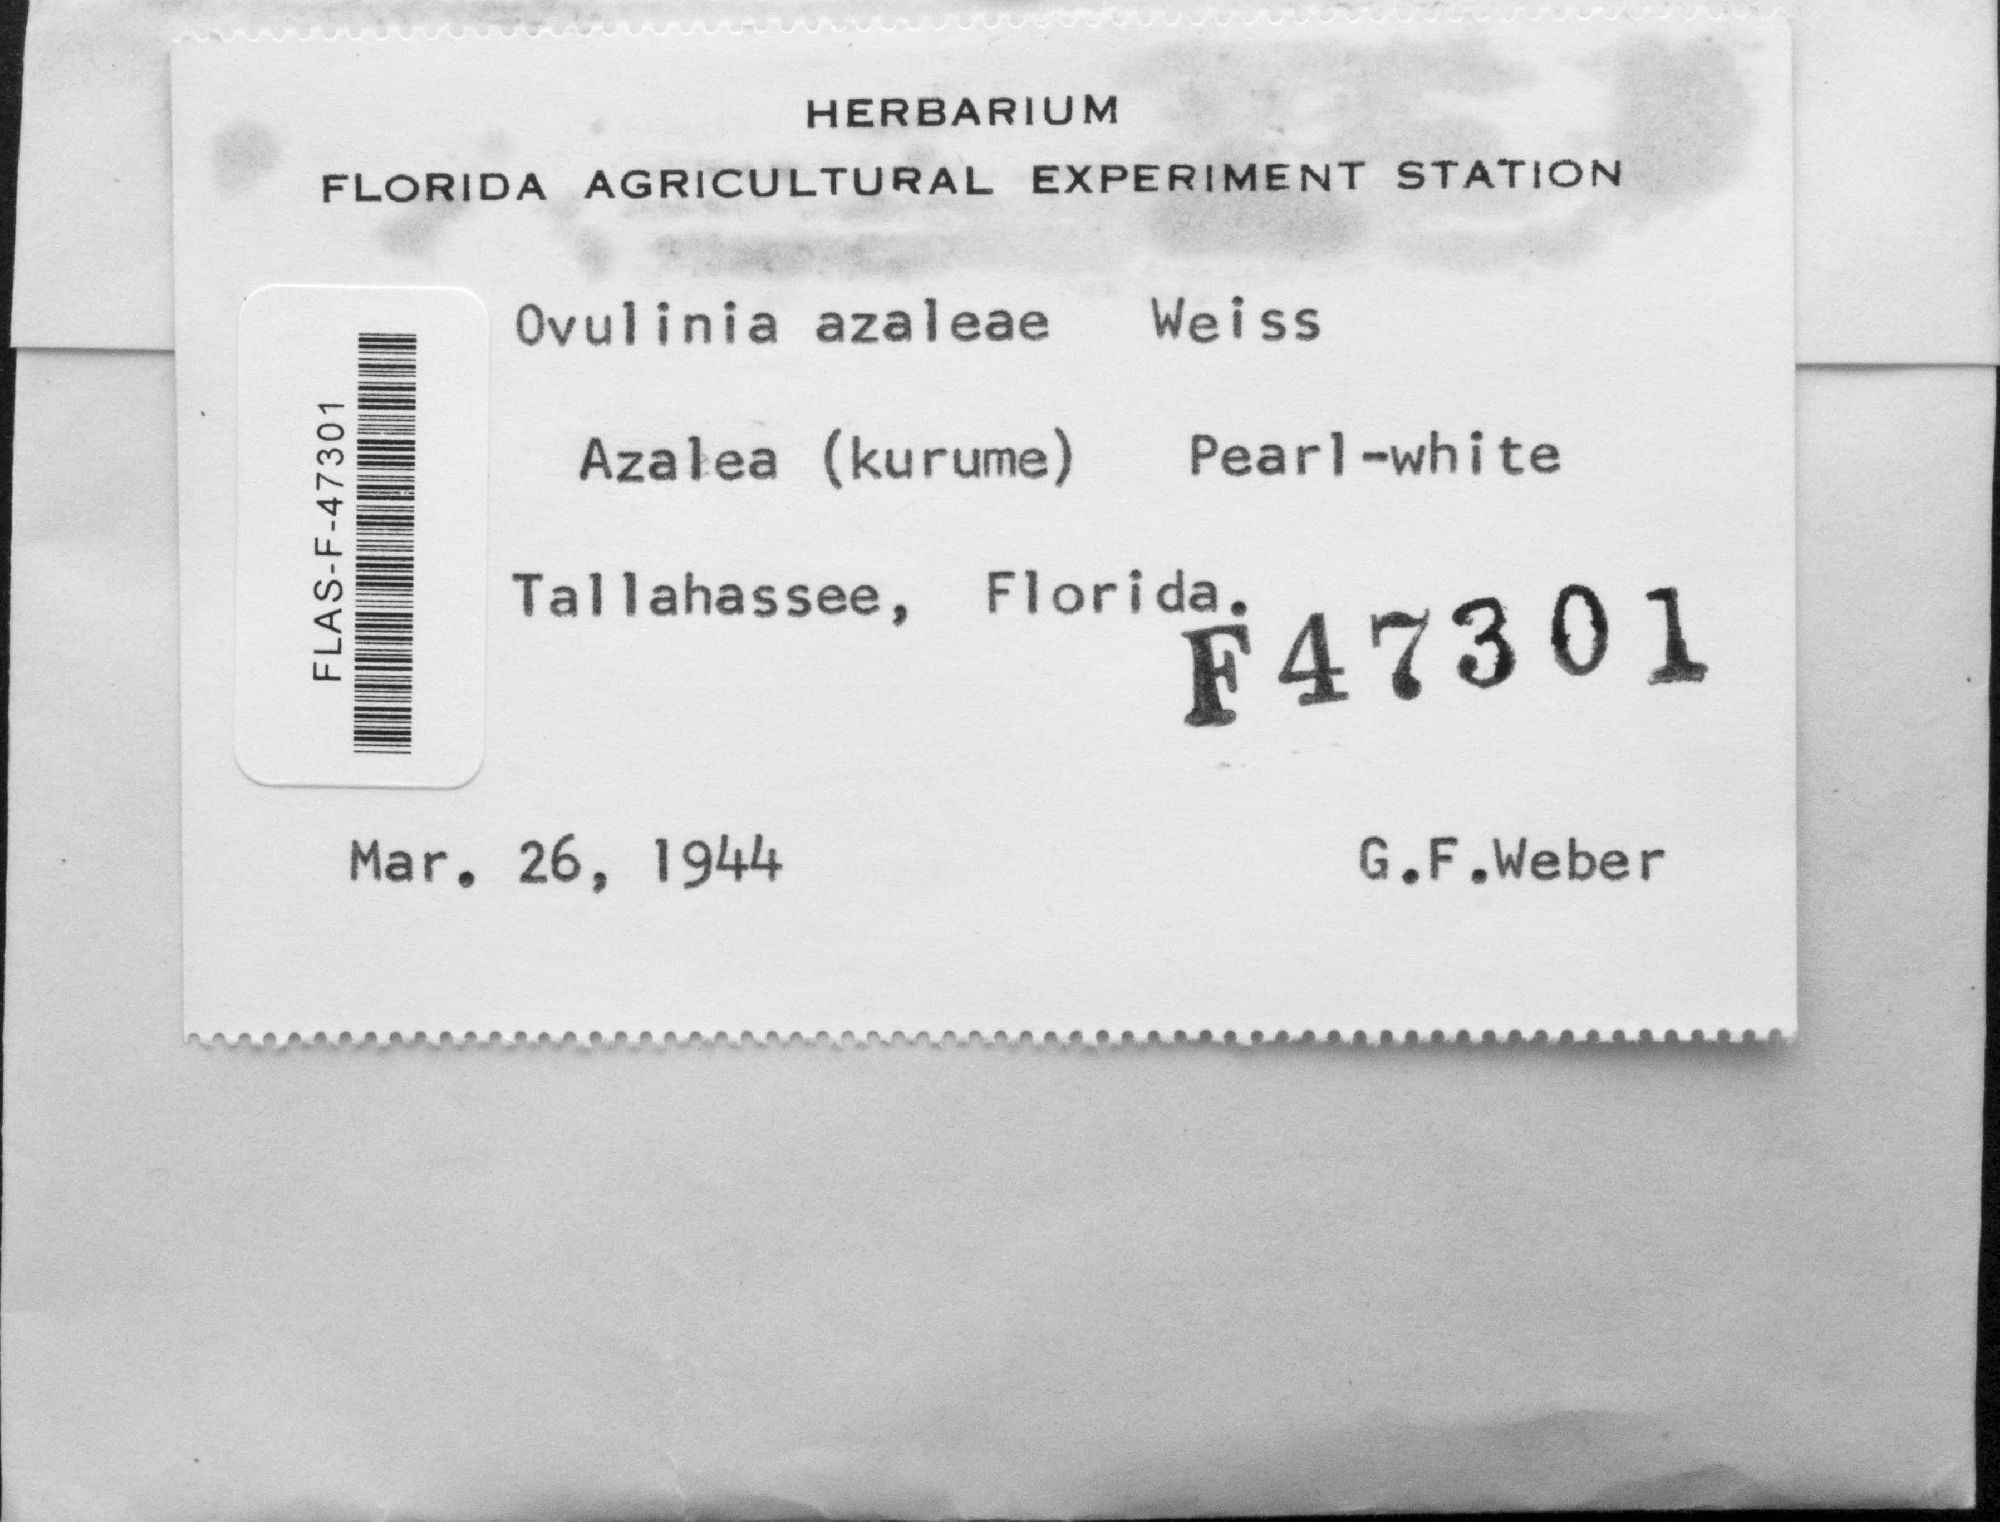 HERBARIUM
FLORIDA AGRICULTURAL EXPERIMENT STATION
FLAS-F-47301
Ovulinia azaleae Weiss
Azalea (kurume) Pearl-white
Tallahassee, Florida.
F47301
Mar. 26, 1944 G.F.Weber